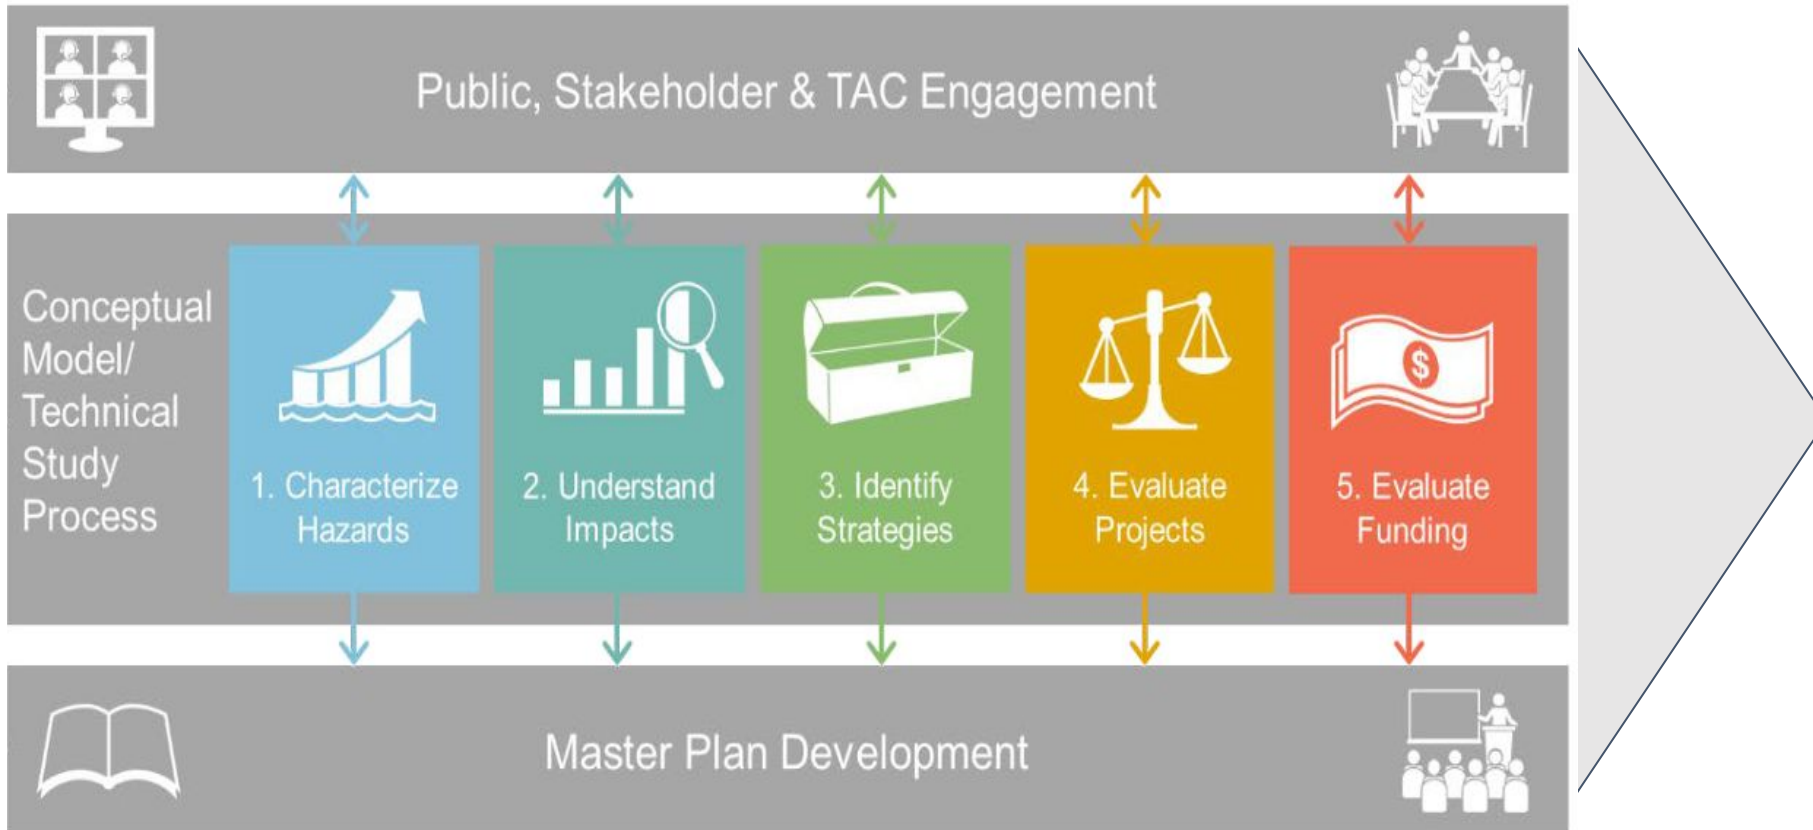 Public, Stakeholder & TAC Engagement
Conceptual
Model/
Technical
Study
Process
1. Characterize
Hazards
2. Understand
Impacts
3. Identify
Strategies
4. Evaluate
Projects
$
5. Evaluate
Funding
Master Plan Development